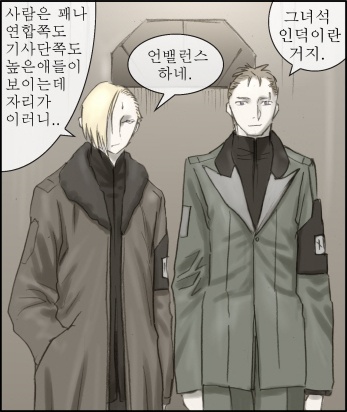 사람은 꽤나
연합쪽도
기사단쪽도
높은애들이
보이는데
자리가
이러니..
언밸런스
하네.
그녀석
인덕이란
거지.